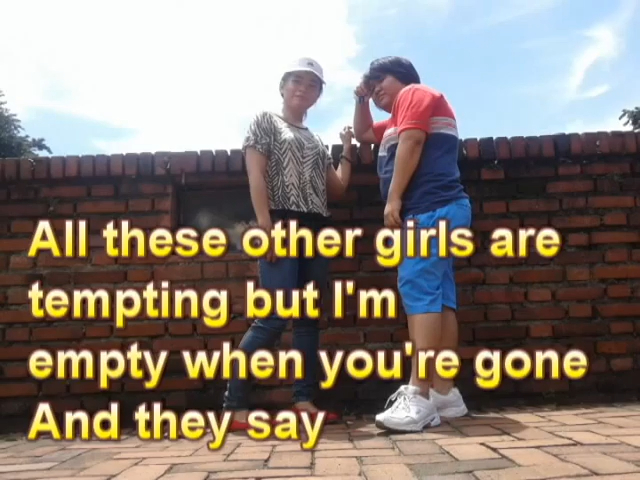 All these other girls are
tempting but I'm
empty when you're gone
And they say